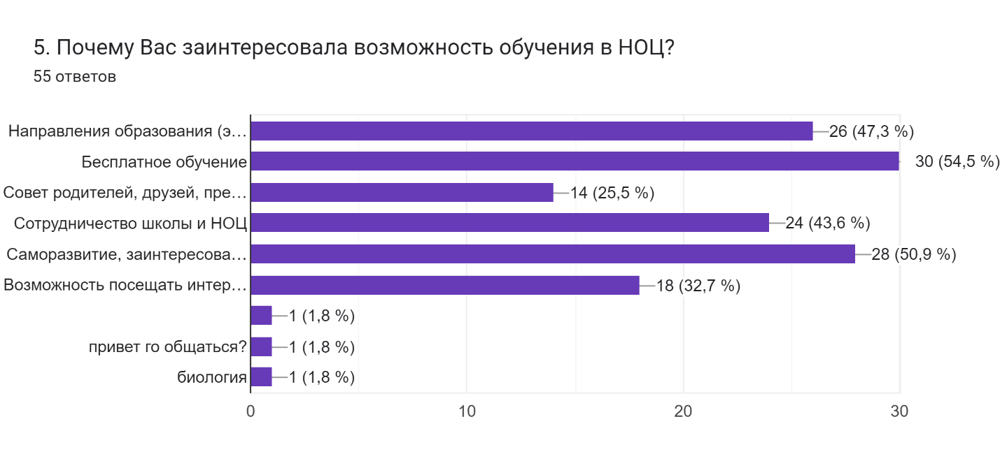 5. Почему Вас заинтересовала возможность обучения в НОЦ?
55 ответов
Направления образования (э… 26 (47,3 %)
Бесплатное обучение 30 (54,5 %)
Совет родителей, друзей, пре… 14 (25,5 %)
Сотрудничество школы и НОЦ 24 (43,6 %)
Саморазвитие, заинтересова… 28 (50,9 %)
Возможность посещать интер… 18 (32,7 %)
1 (1,8 %)
привет го общаться? 1 (1,8 %)
биология 1 (1,8 %)
0 10 20 30